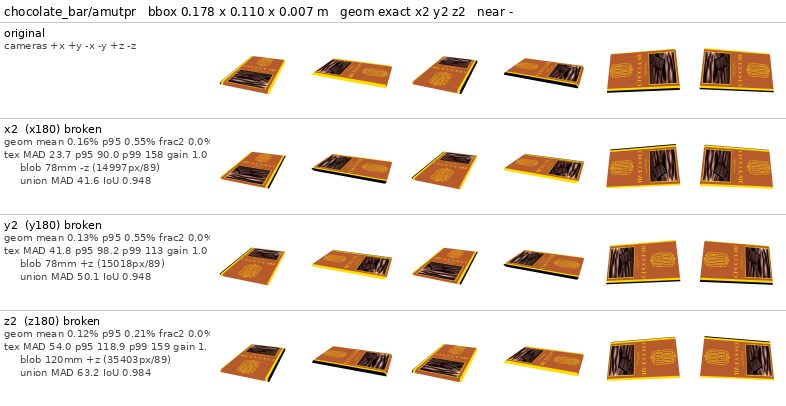 chocolate_bar/amutpr   bbox 0.178 x 0.110 x 0.007 m   geom exact x2 y2 z2   near -
original
cameras +x +y -x -y +z -z
x2  (x180) broken
geom mean 0.16% p95 0.55% frac2 0.0%
tex MAD 23.7 p95 90.0 p99 158 gain 1.0
blob 78mm -z (14997px/89)
union MAD 41.6 IoU 0.948
y2  (y180) broken
geom mean 0.13% p95 0.55% frac2 0.0%
tex MAD 41.8 p95 98.2 p99 113 gain 1.0
blob 78mm +z (15018px/89)
union MAD 50.1 IoU 0.948
z2  (z180) broken
geom mean 0.12% p95 0.21% frac2 0.0%
tex MAD 54.0 p95 118.9 p99 159 gain 1.
blob 120mm +z (35403px/89)
union MAD 63.2 IoU 0.984